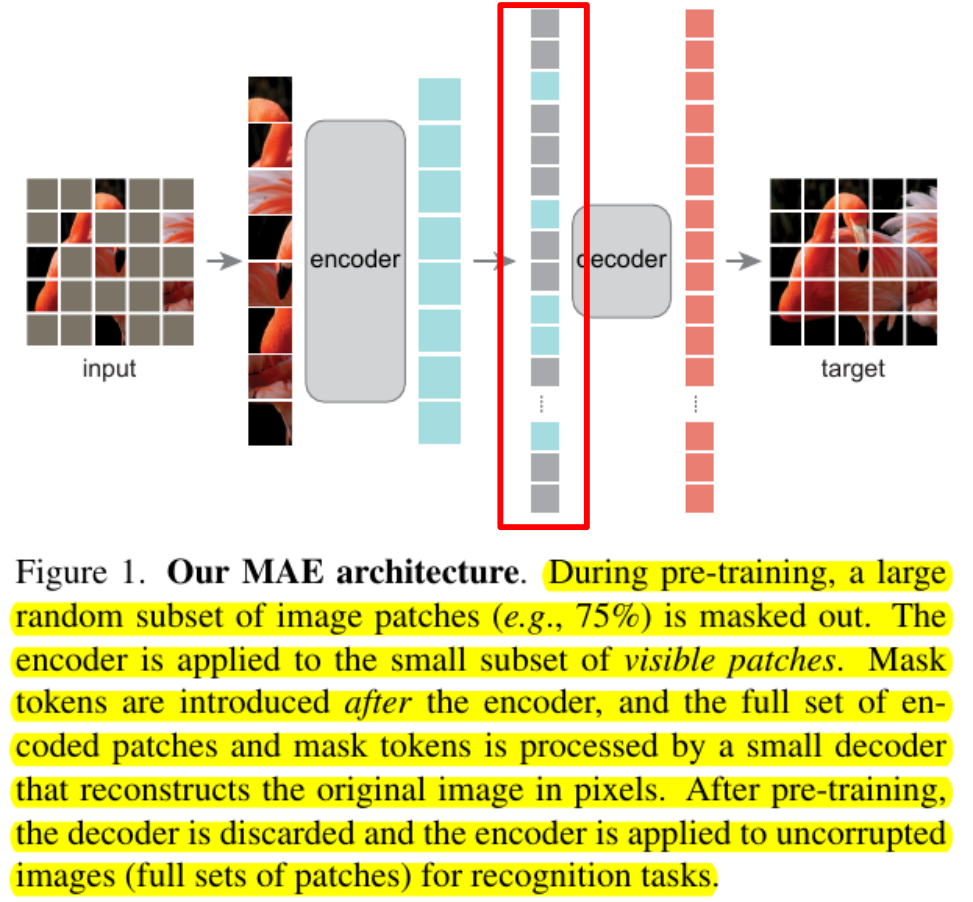 encoder
decoder
input
target
Figure 1. Our MAE architecture. During pre-training, a large
random subset of image patches (e.g., 75%) is masked out. The
encoder is applied to the small subset of visible patches. Mask
tokens are introduced after the encoder, and the full set of en-
coded patches and mask tokens is processed by a small decoder
that reconstructs the original image in pixels. After pre-training,
the decoder is discarded and the encoder is applied to uncorrupted
images (full sets of patches) for recognition tasks.